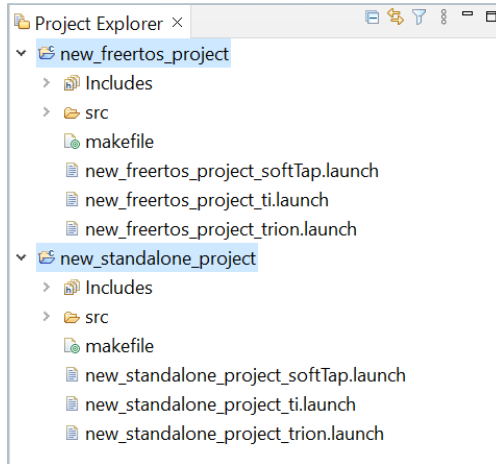 Project Explorer
new_freertos_project
Includes
src
makefile
new_freertos_project_softTap.launch
new_freertos_project_ti.launch
new_freertos_project_trion.launch
new_standalone_project
Includes
src
makefile
new_standalone_project_softTap.launch
new_standalone_project_ti.launch
new_standalone_project_trion.launch